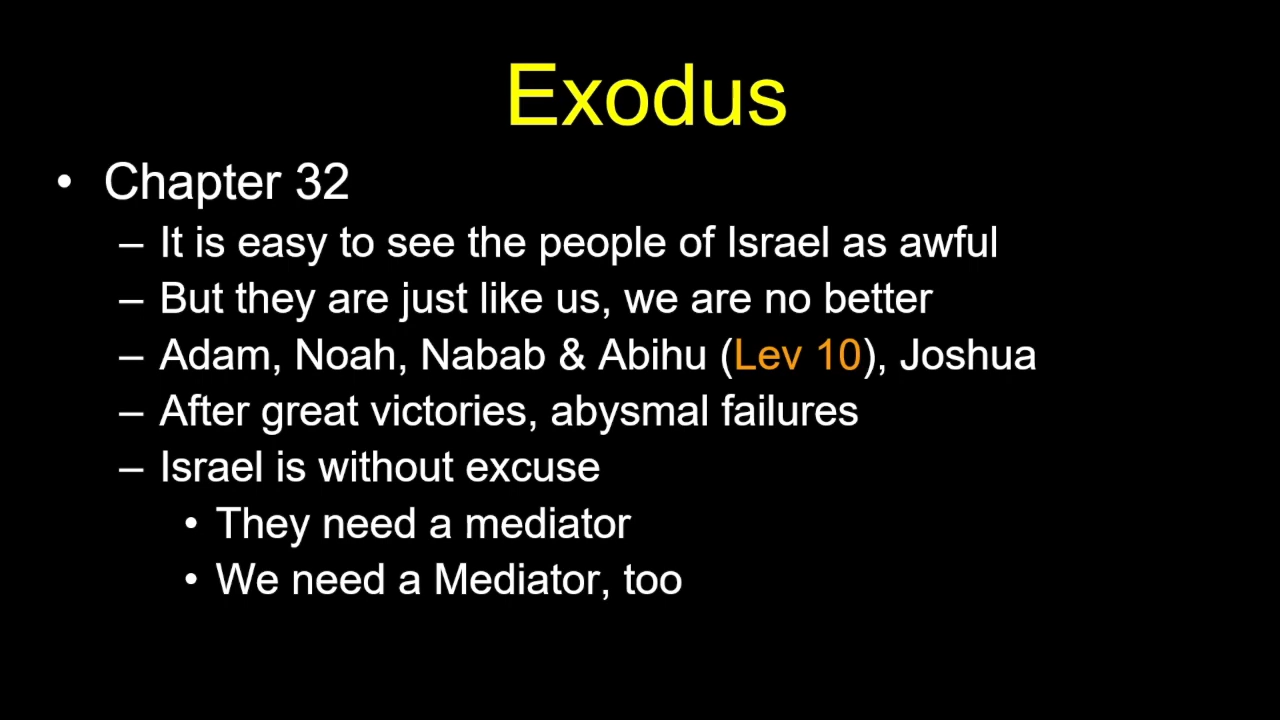 Exodus
• Chapter 32
– It is easy to see the people of Israel as awful
– But they are just like us, we are no better
– Adam, Noah, Nabab & Abihu (Lev 10), Joshua
– After great victories, abysmal failures
– Israel is without excuse
• They need a mediator
• We need a Mediator, too